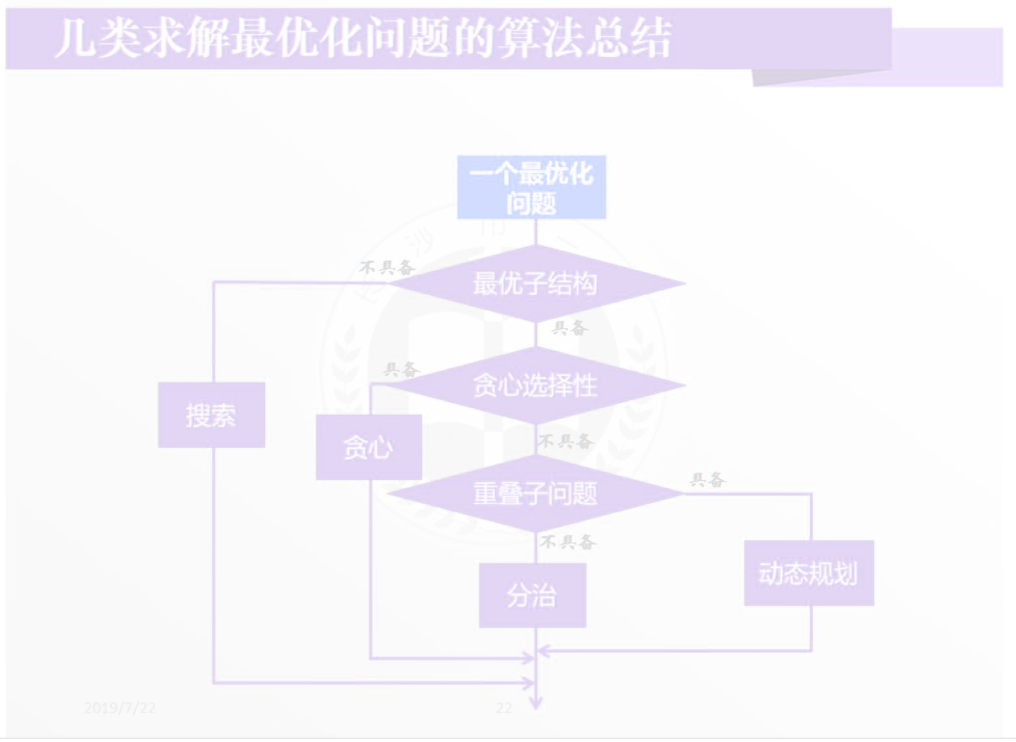 几类求解最优化问题的算法总结
一个最优化
问题
不具备
最优子结构
具备
具备
贪心选择性
搜索
贪心
不具备
重叠子问题
具备
不具备
分治
动态规划
2019/7/22
22